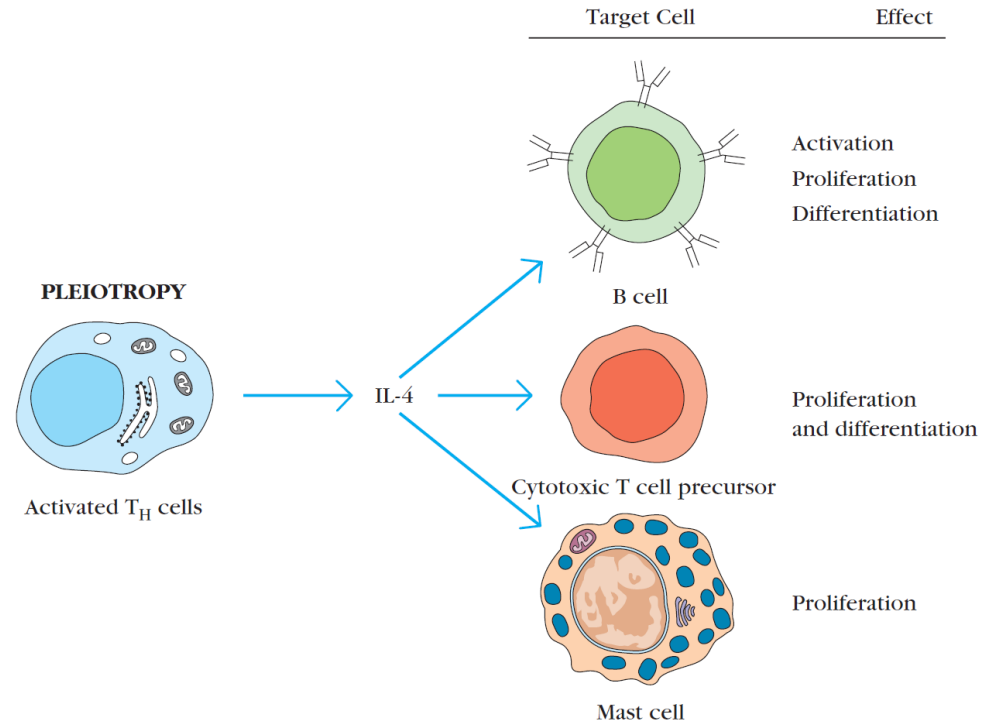 Target Cell Effect
Activation
Proliferation
Differentiation
B cell
PLEIOTROPY
Activated TH cells
IL-4
Proliferation
and differentiation
Cytotoxic T cell precursor
Proliferation
Mast cell